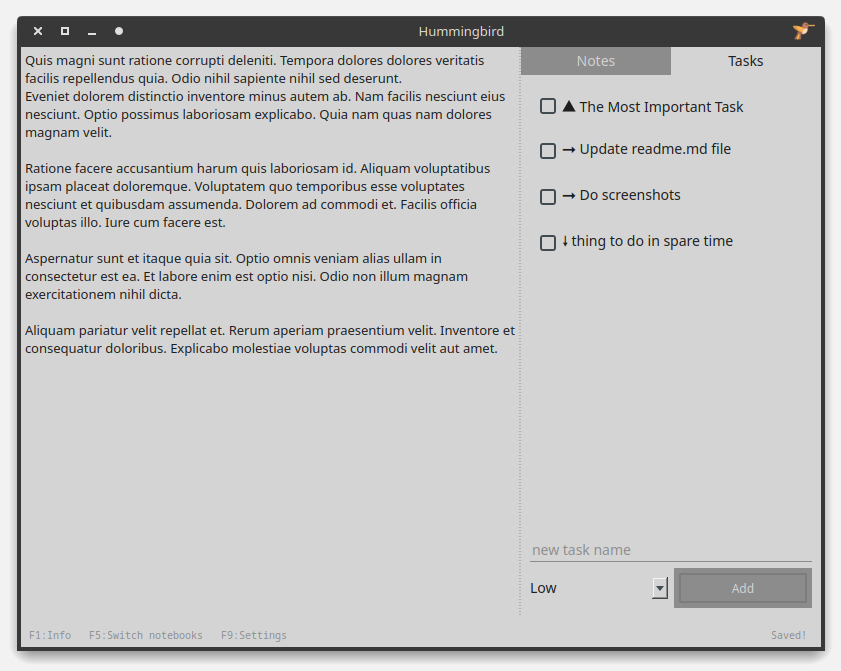 Hummingbird
Quis magni sunt ratione corrupti deleniti. Tempora dolores dolores veritatis
facilis repellendus quia. Odio nihil sapiente nihil sed deserunt.
Eveniet dolorem distinctio inventore minus autem ab. Nam facilis nesciunt eius
nesciunt. Optio possimus laboriosam explicabo. Quia nam quas nam dolores
magnam velit.
Ratione facere accusantium harum quis laboriosam id. Aliquam voluptatibus
ipsam placeat doloremque. Voluptatem quo temporibus esse voluptates
nesciunt et quibusdam assumenda. Dolorem ad commodi et. Facilis officia
voluptas illo. Iure cum facere est.
Aspernatur sunt et itaque quia sit. Optio omnis veniam alias ullam in
consectetur est ea. Et labore enim est optio nisi. Odio non illum magnam
exercitationem nihil dicta.
Aliquam pariatur velit repellat et. Rerum aperiam praesentium velit. Inventore et
consequatur doloribus. Explicabo molestiae voluptas commodi velit aut amet.
Notes Tasks
▲ The Most Important Task
→ Update readme.md file
→ Do screenshots
↓ thing to do in spare time
new task name
Low Add
F1:Info F5:Switch notebooks F9:Settings Saved!